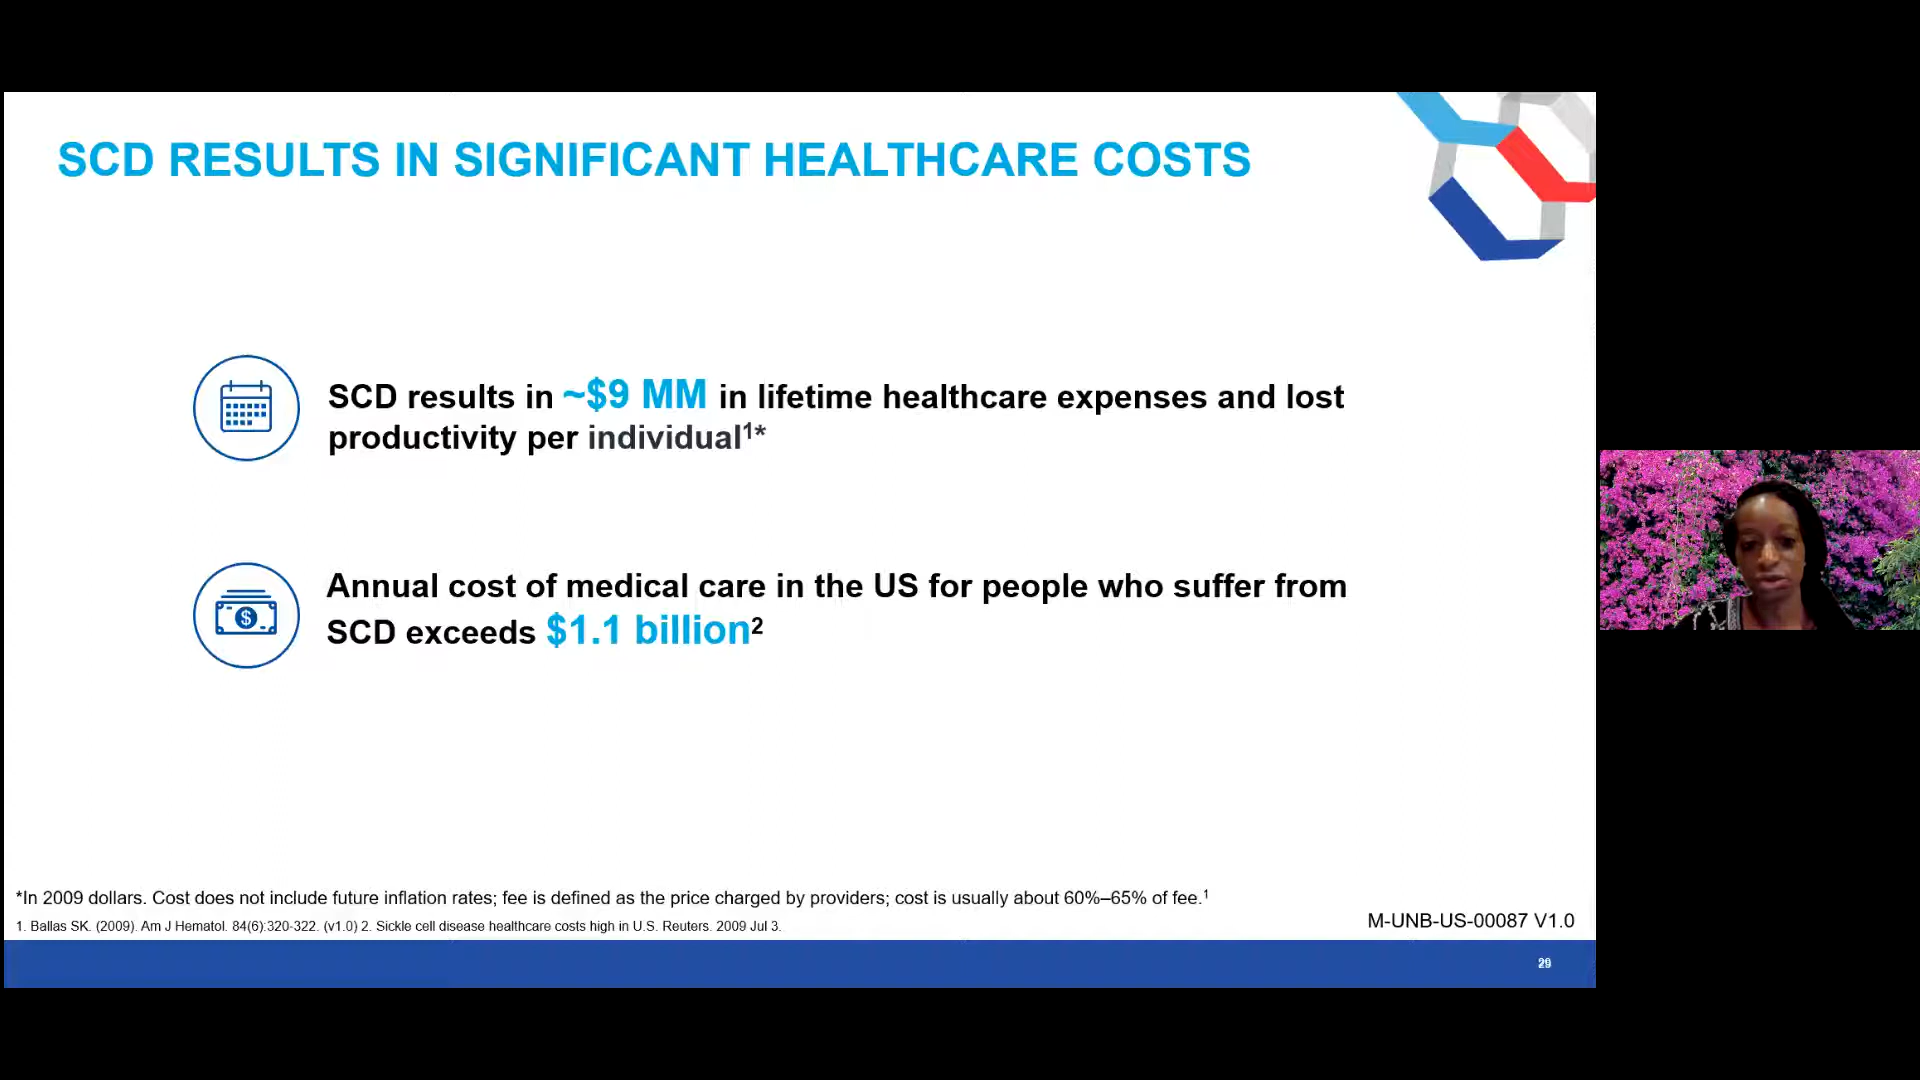 SCD RESULTS IN SIGNIFICANT HEALTHCARE COSTS
SCD results in ~$9 MM in lifetime healthcare expenses and lost
productivity per individual¹*
$
Annual cost of medical care in the US for people who suffer from
SCD exceeds $1.1 billion²
*In 2009 dollars. Cost does not include future inflation rates; fee is defined as the price charged by providers; cost is usually about 60%–65% of fee.¹
1. Ballas SK. (2009). Am J Hematol. 84(6):320-322. (v1.0) 2. Sickle cell disease healthcare costs high in U.S. Reuters. 2009 Jul 3.
M-UNB-US-00087 V1.0
29